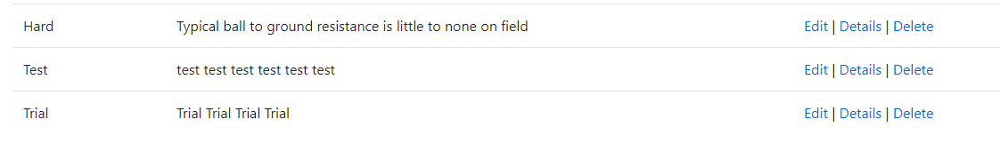 Hard Typical ball to ground resistance is little to none on field Edit | Details | Delete
Test test test test test test test Edit | Details | Delete
Trial Trial Trial Trial Trial Edit | Details | Delete